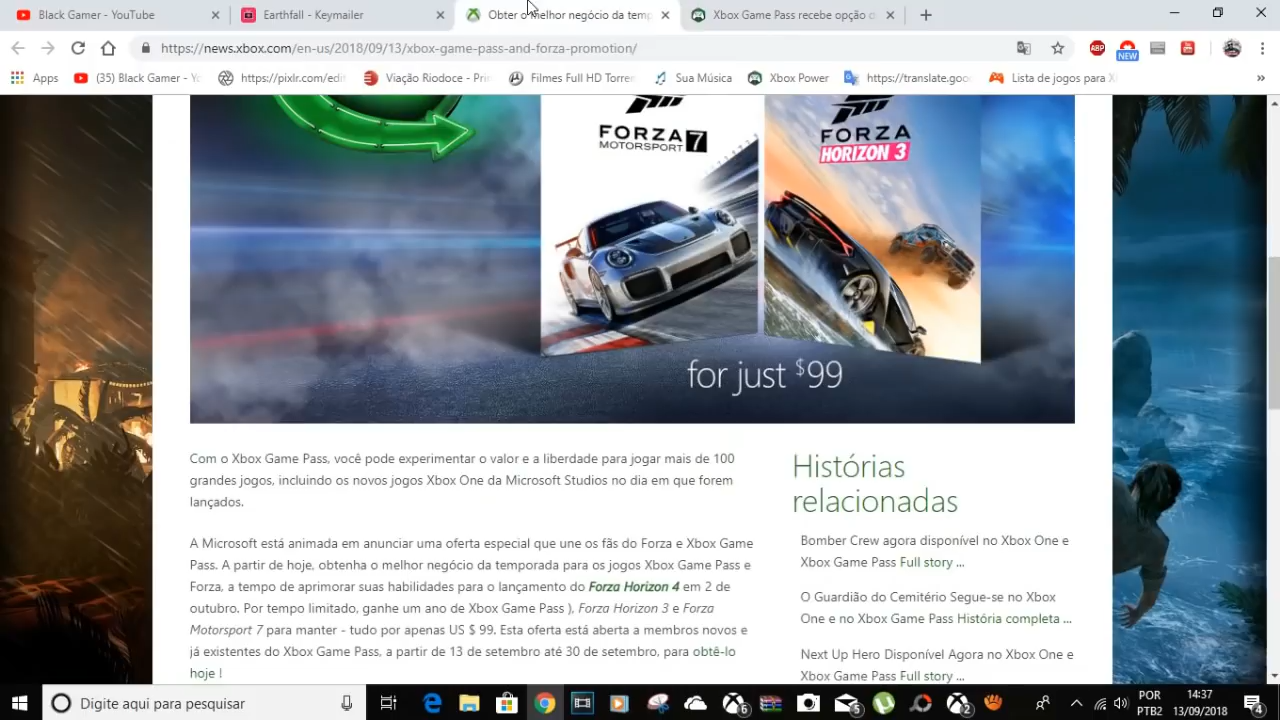 Black Gamer - YouTube
Earthfall - Keymailer
Obter o melhor negócio da temp
Xbox Game Pass recebe opção d
https://news.xbox.com/en-us/2018/09/13/xbox-game-pass-and-forza-promotion/
ABP
NEW
Apps
(35) Black Gamer - Yo
https://pixlr.com/edit
Viação Riodoce - Prin
Filmes Full HD Torren
Sua Música
Xbox Power
https://translate.goo
Lista de jogos para X
»
FORZA
MOTORSPORT 7
FORZA
HORIZON 3
for just $99
Com o Xbox Game Pass, você pode experimentar o valor e a liberdade para jogar mais de 100
grandes jogos, incluindo os novos jogos Xbox One da Microsoft Studios no dia em que forem
lançados.
A Microsoft está animada em anunciar uma oferta especial que une os fãs do Forza e Xbox Game
Pass. A partir de hoje, obtenha o melhor negócio da temporada para os jogos Xbox Game Pass e
Forza, a tempo de aprimorar suas habilidades para o lançamento do Forza Horizon 4 em 2 de
outubro. Por tempo limitado, ganhe um ano de Xbox Game Pass ), Forza Horizon 3 e Forza
Motorsport 7 para manter - tudo por apenas US $ 99. Esta oferta está aberta a membros novos e
já existentes do Xbox Game Pass, a partir de 13 de setembro até 30 de setembro, para obtê-lo
hoje !
Histórias
relacionadas
Bomber Crew agora disponível no Xbox One e
Xbox Game Pass Full story ...
O Guardião do Cemitério Segue-se no Xbox
One e no Xbox Game Pass História completa ...
Next Up Hero Disponível Agora no Xbox One e
Xbox Game Pass Full story ...
Digite aqui para pesquisar
6
5
2
POR
PTB2
14:37
13/09/2018
4